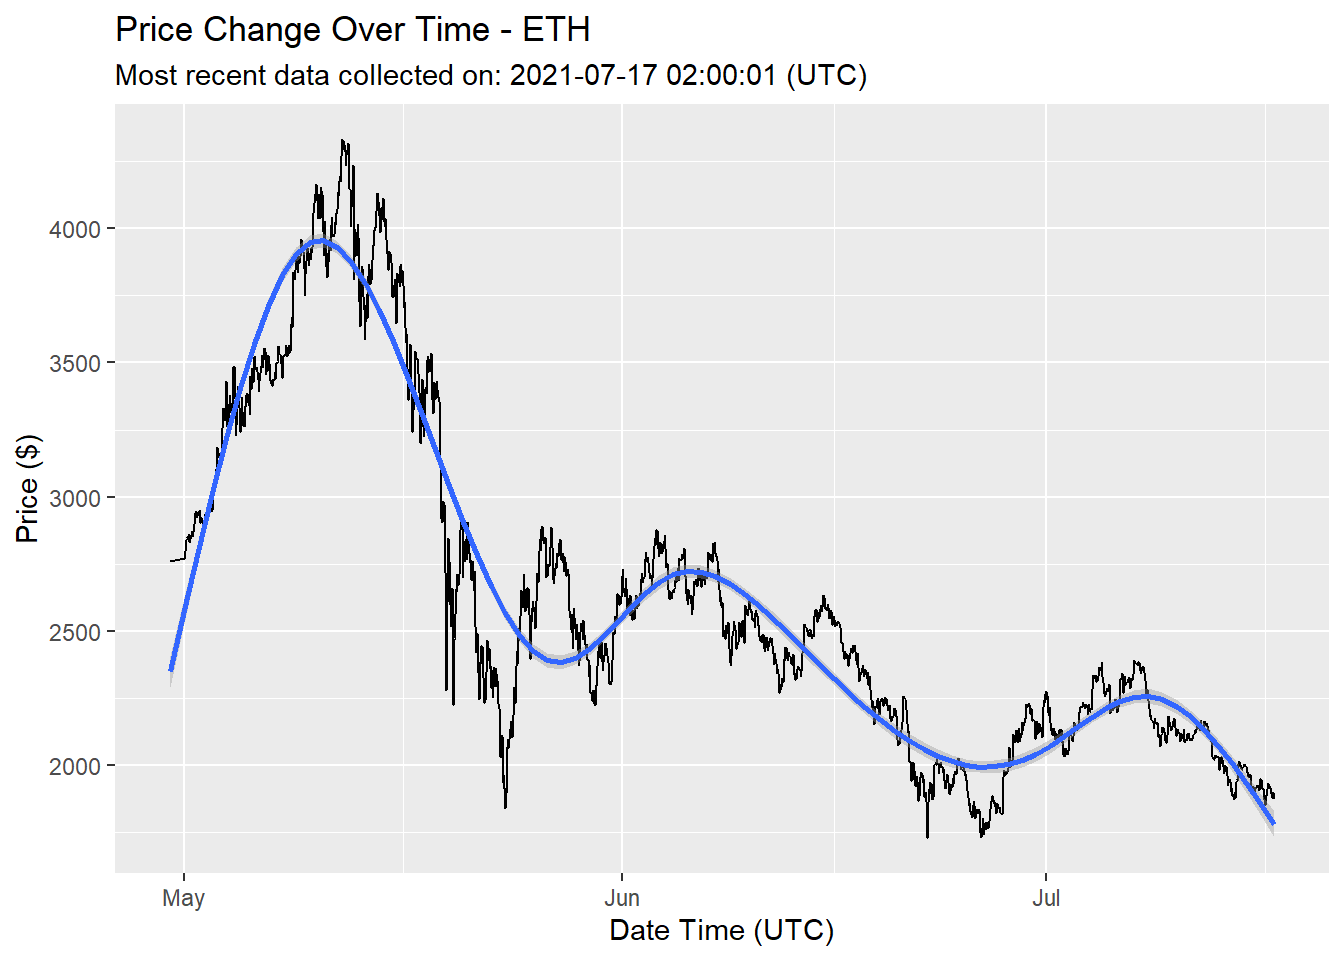 Price Change Over Time - ETH
Most recent data collected on: 2021-07-17 02:00:01 (UTC)
Price ($)
4000
3500
3000
2500
2000
May Jun Jul
Date Time (UTC)